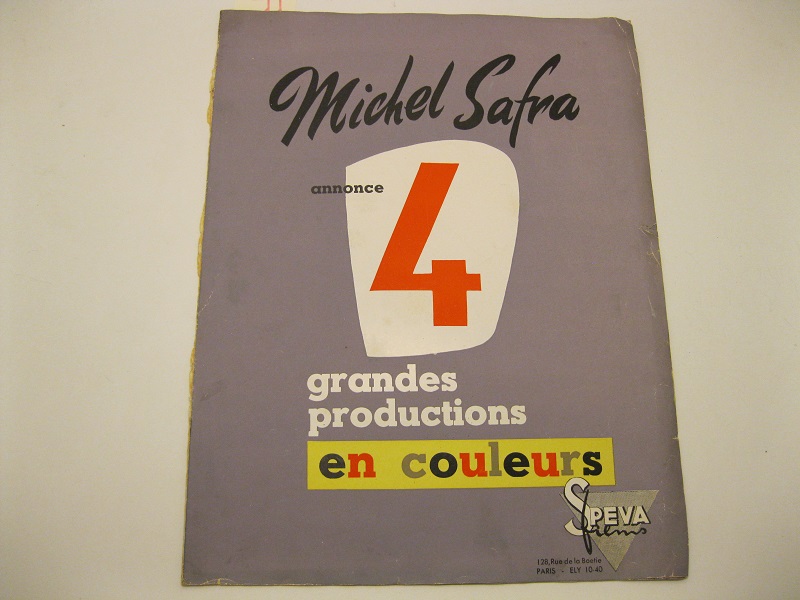 Michel Safra
annonce
4
grandes
productions
en couleurs
SPEVA
films
128, Rue de la Boetie
PARIS - ELY 10-40